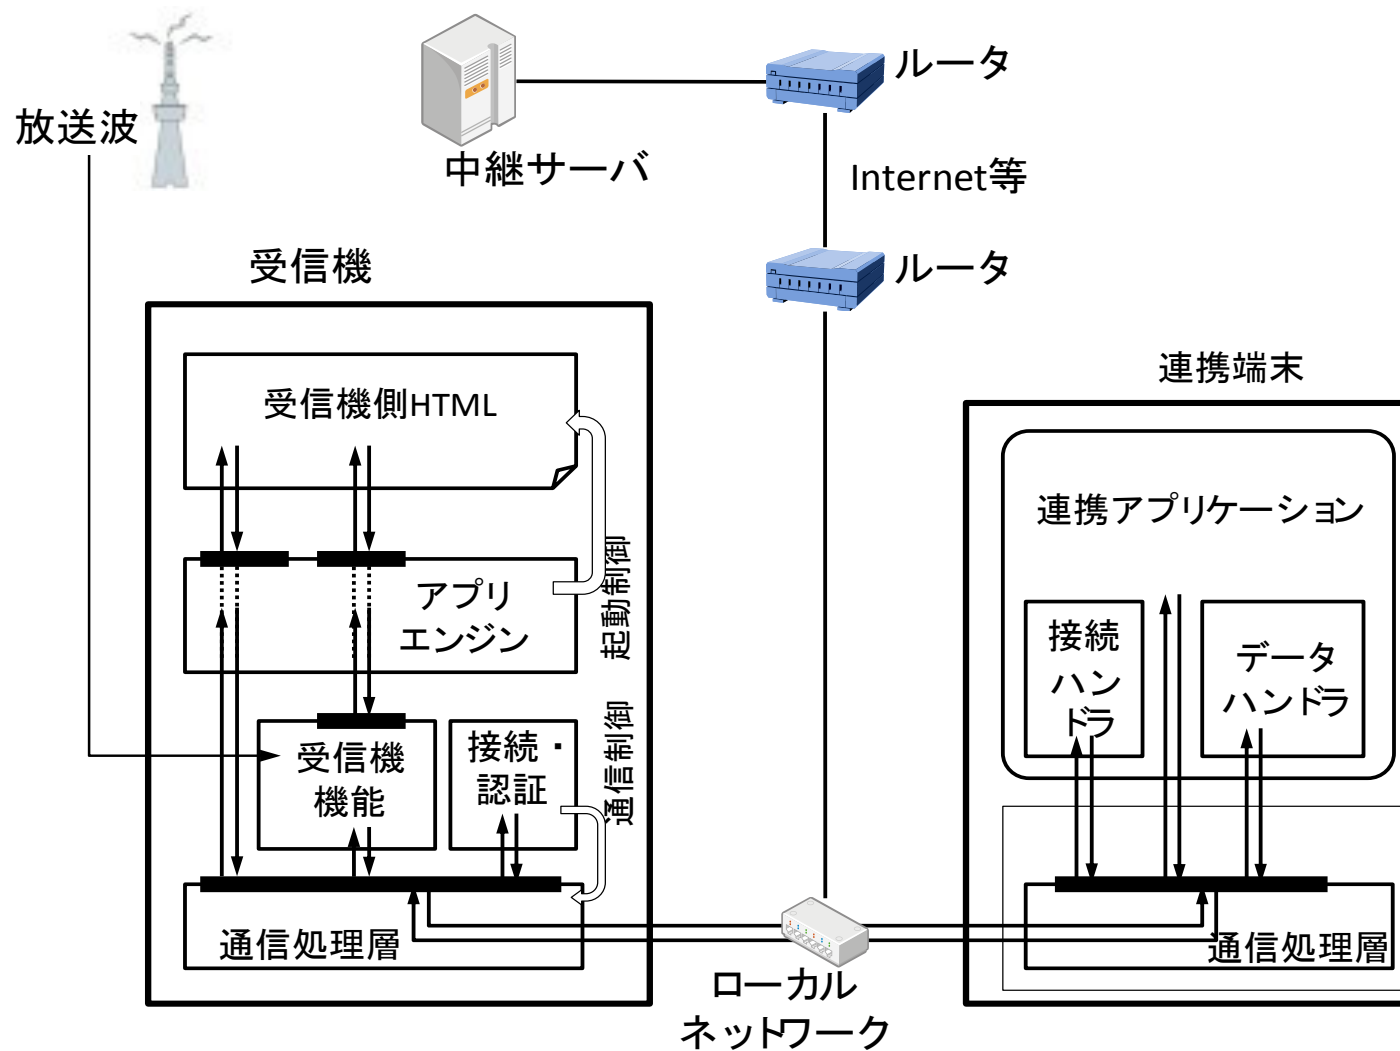 放送波
中継サーバ
ルータ
Internet等
ルータ
受信機
受信機側HTML
アプリ
エンジン
起動制御
受信機
機能
接続・
認証
通信制御
通信処理層
ローカル
ネットワーク
連携端末
連携アプリケーション
接続
ハン
ドラ
データ
ハンドラ
通信処理層